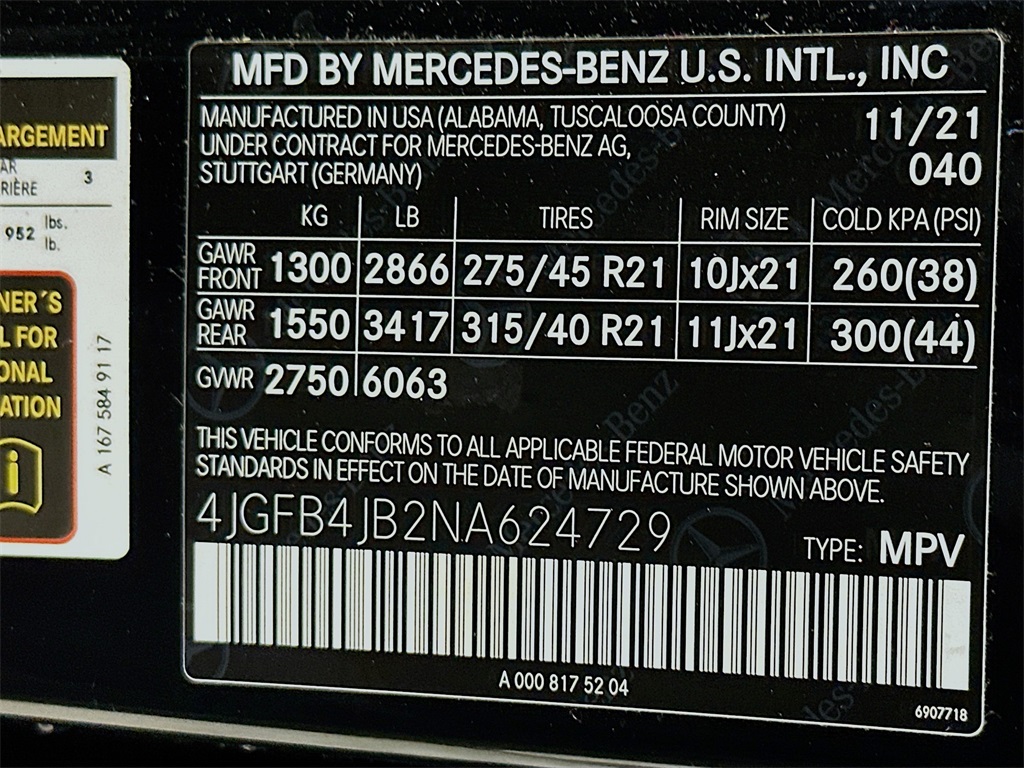 MFD BY MERCEDES-BENZ U.S. INTL., INC
MANUFACTURED IN USA (ALABAMA, TUSCALOOSA COUNTY)
UNDER CONTRACT FOR MERCEDES-BENZ AG,
STUTTGART (GERMANY)
11/21
040
KG LB TIRES RIM SIZE COLD KPA (PSI)
GAWR FRONT 1300 2866 275/45 R21 10Jx21 260(38)
GAWR REAR 1550 3417 315/40 R21 11Jx21 300(44)
GVWR 2750 6063
THIS VEHICLE CONFORMS TO ALL APPLICABLE FEDERAL MOTOR VEHICLE SAFETY
STANDARDS IN EFFECT ON THE DATE OF MANUFACTURE SHOWN ABOVE.
4JGFB4JB2NA624729
TYPE: MPV
A 000 817 52 04
6907718
ARGEMENT
AR
RIÈRE 3
952 lbs.
lb.
NER´S
L FOR
ONAL
ATION
i
A 167 584 91 17